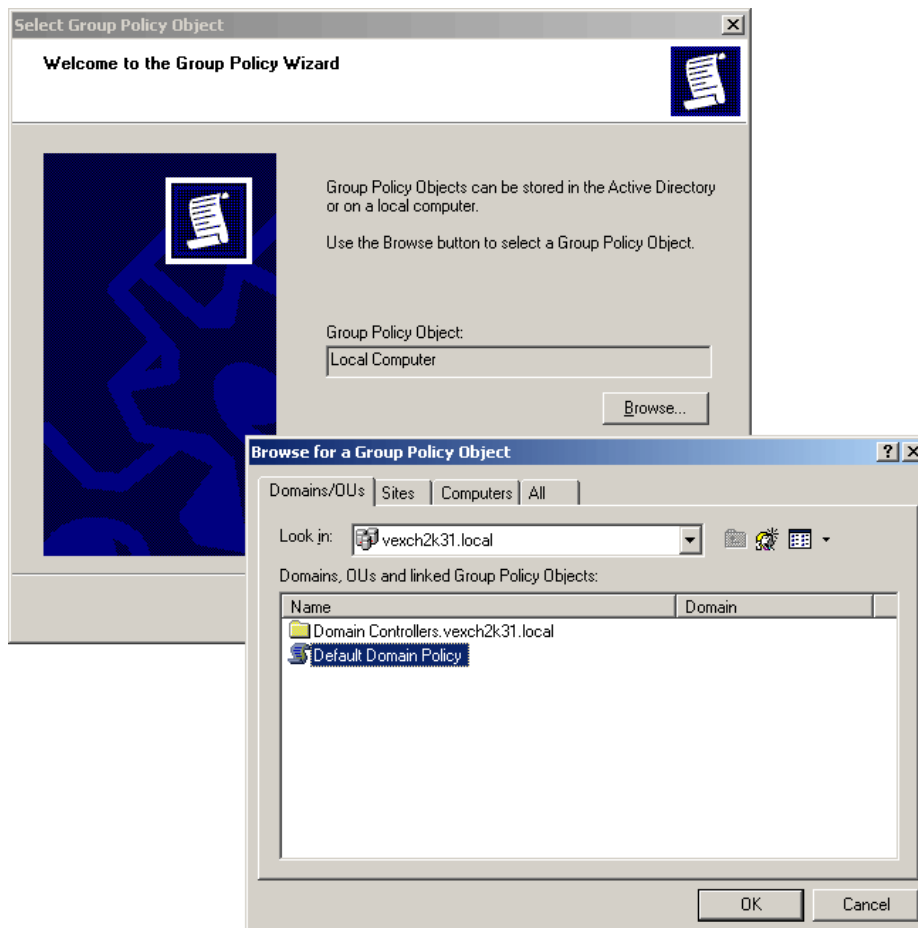 Select Group Policy Object
Welcome to the Group Policy Wizard
Group Policy Objects can be stored in the Active Directory
or on a local computer.
Use the Browse button to select a Group Policy Object.
Group Policy Object:
Local Computer
Browse...
Browse for a Group Policy Object
Domains/OUs Sites Computers All
Look in: vexch2k31.local
Domains, OUs and linked Group Policy Objects:
Name Domain
Domain Controllers.vexch2k31.local
Default Domain Policy
OK Cancel